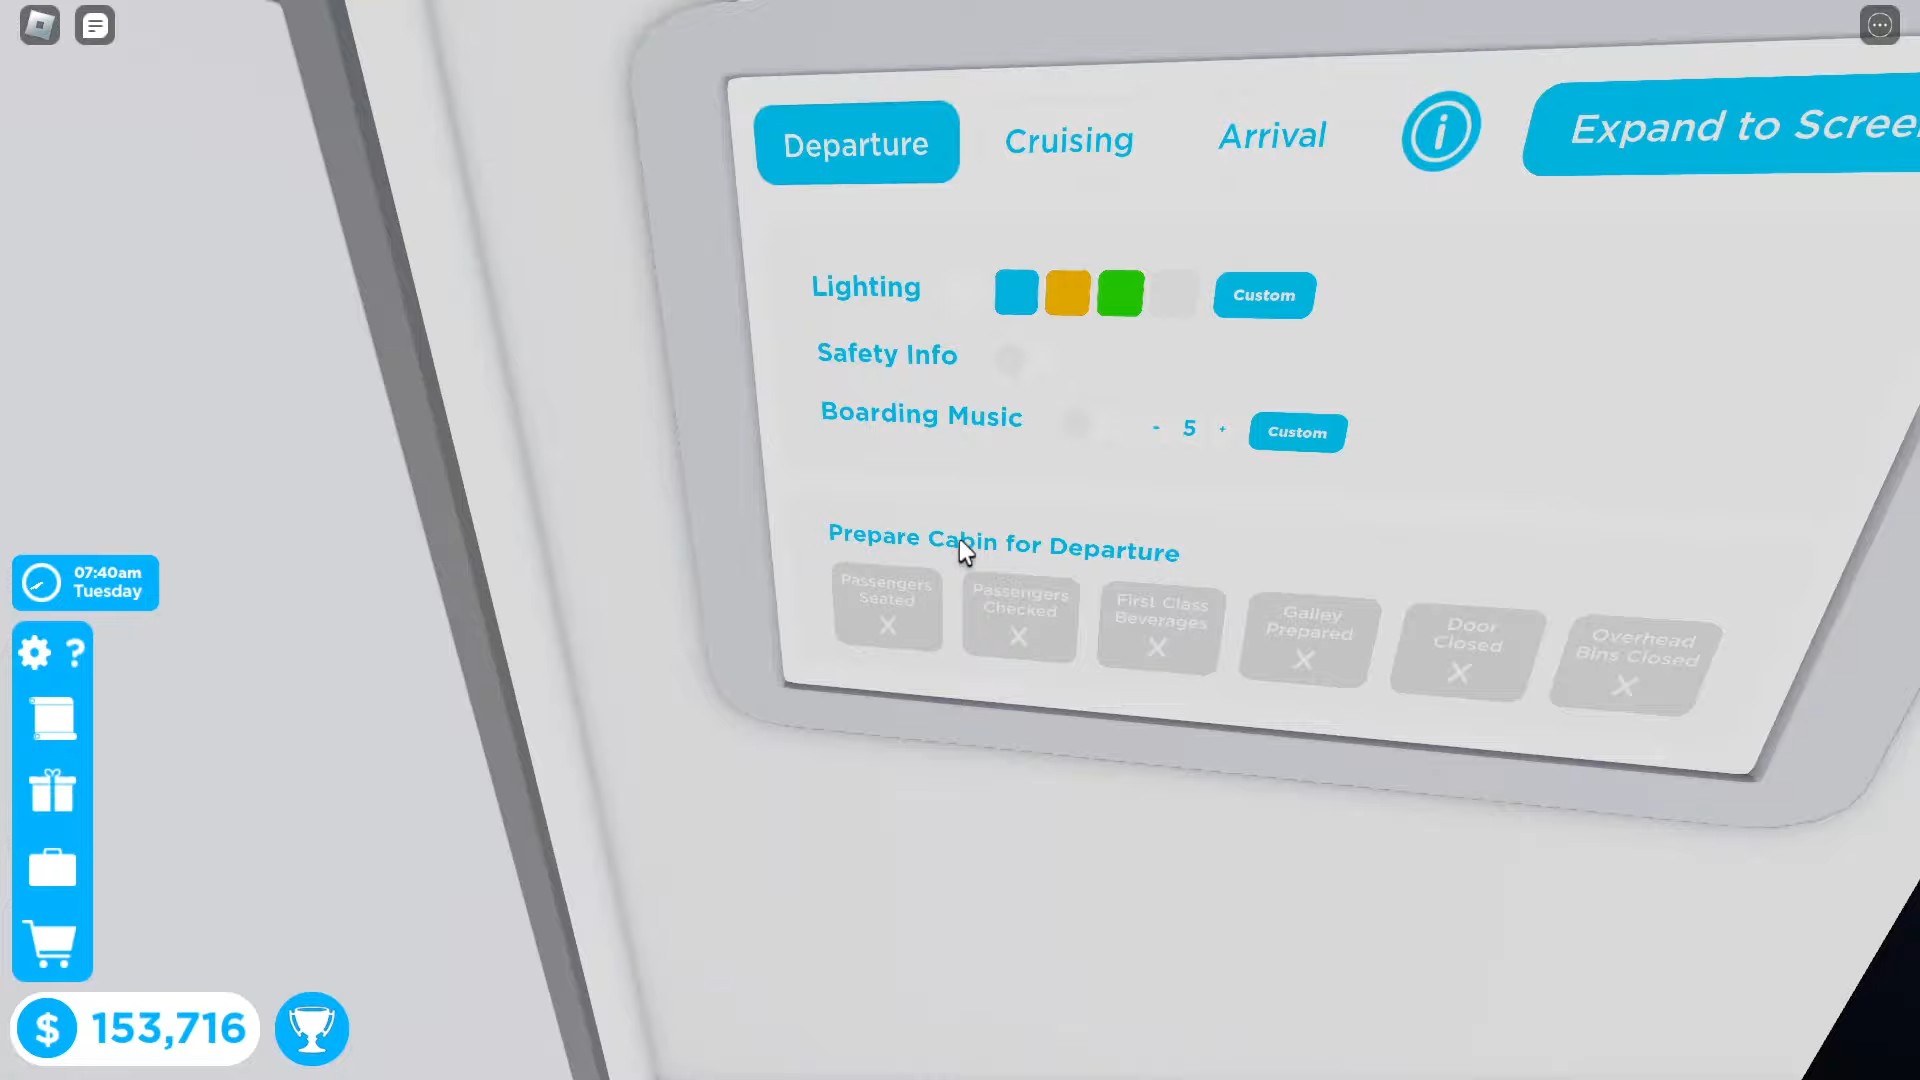 Departure
Cruising
Arrival
i
Expand to Scree
Lighting
Custom
Safety Info
Boarding Music
- 5 +
Custom
Prepare Cabin for Departure
Passengers
Seated
X
Passengers
Checked
X
First Class
Beverages
X
Galley
Prepared
X
Door
Closed
X
Overhead
Bins Closed
X
07:40am
Tuesday
?
$ 153,716